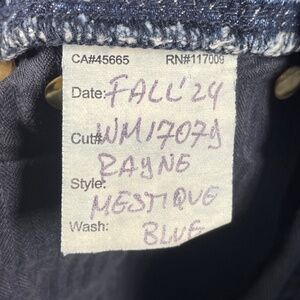 CA#45665 RN#117009
Date: FALL'24
Cut# WM17079
RAYNE
Style:
MESTIQUE
Wash: BLUE